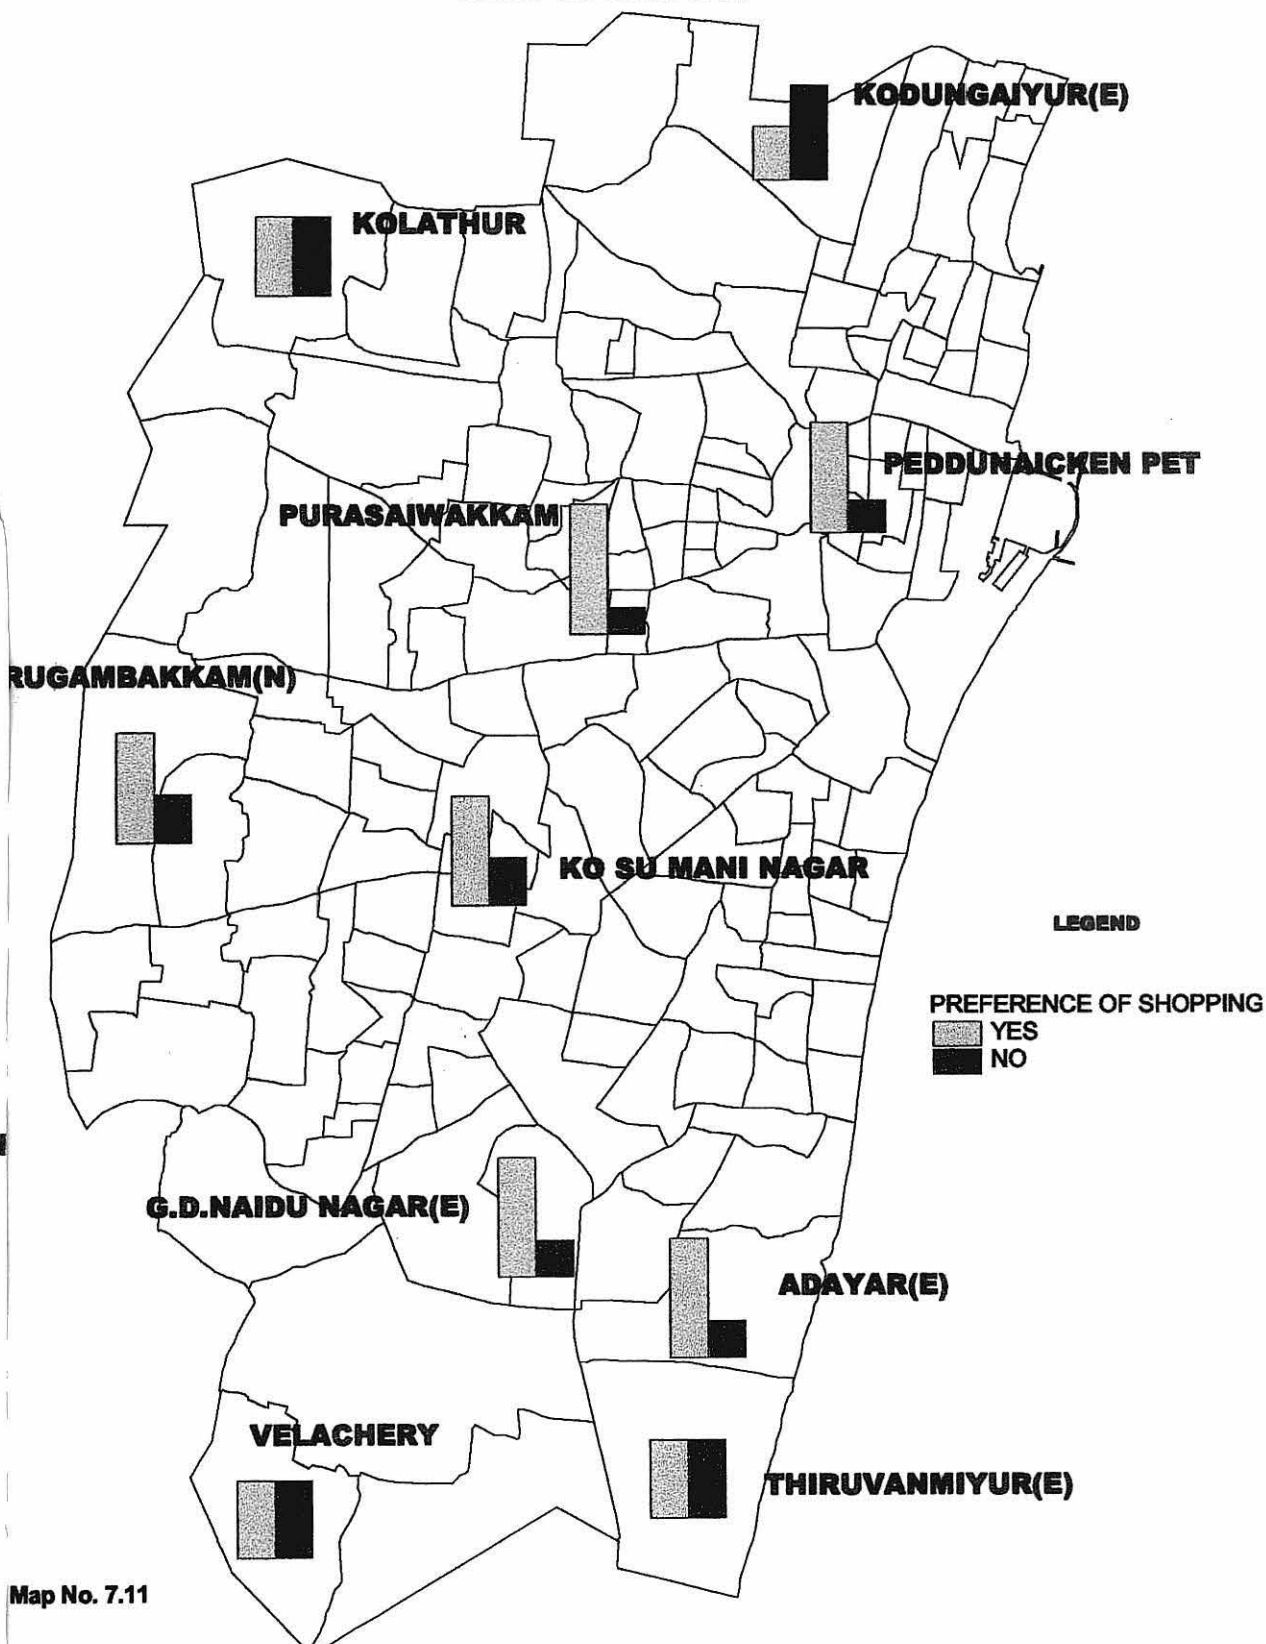 KODUNGAIYUR(E)
KOLATHUR
PEDDUNAICKEN PET
PURASAIWAKKAM
RUGAMBAKKAM(N)
KO SU MANI NAGAR
LEGEND
PREFERENCE OF SHOPPING
YES
NO
G.D.NAIDU NAGAR(E)
ADAYAR(E)
VELACHERY
THIRUVANMIYUR(E)
Map No. 7.11